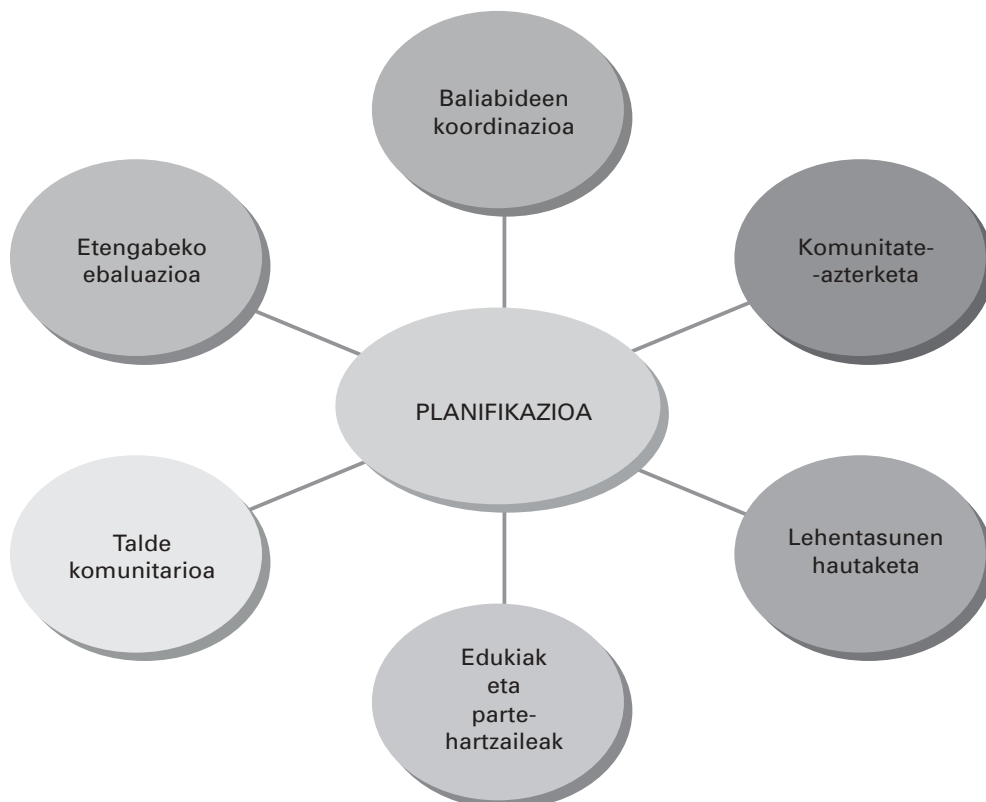 Baliabideen
koordinazioa
Etengabeko
ebaluazioa
Komunitate-
-azterketa
PLANIFIKAZIOA
Talde
komunitarioa
Lehentasunen
hautaketa
Edukiak
eta
parte-
hartzaileak